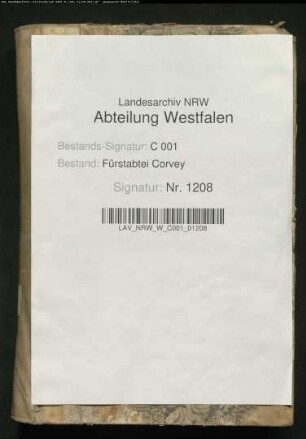 Landesarchiv NRW
Abteilung Westfalen
Bestands-Signatur: C 001
Bestand: Fürstabtei Corvey
Signatur: Nr. 1208
LAV_NRW_W_C001_01208